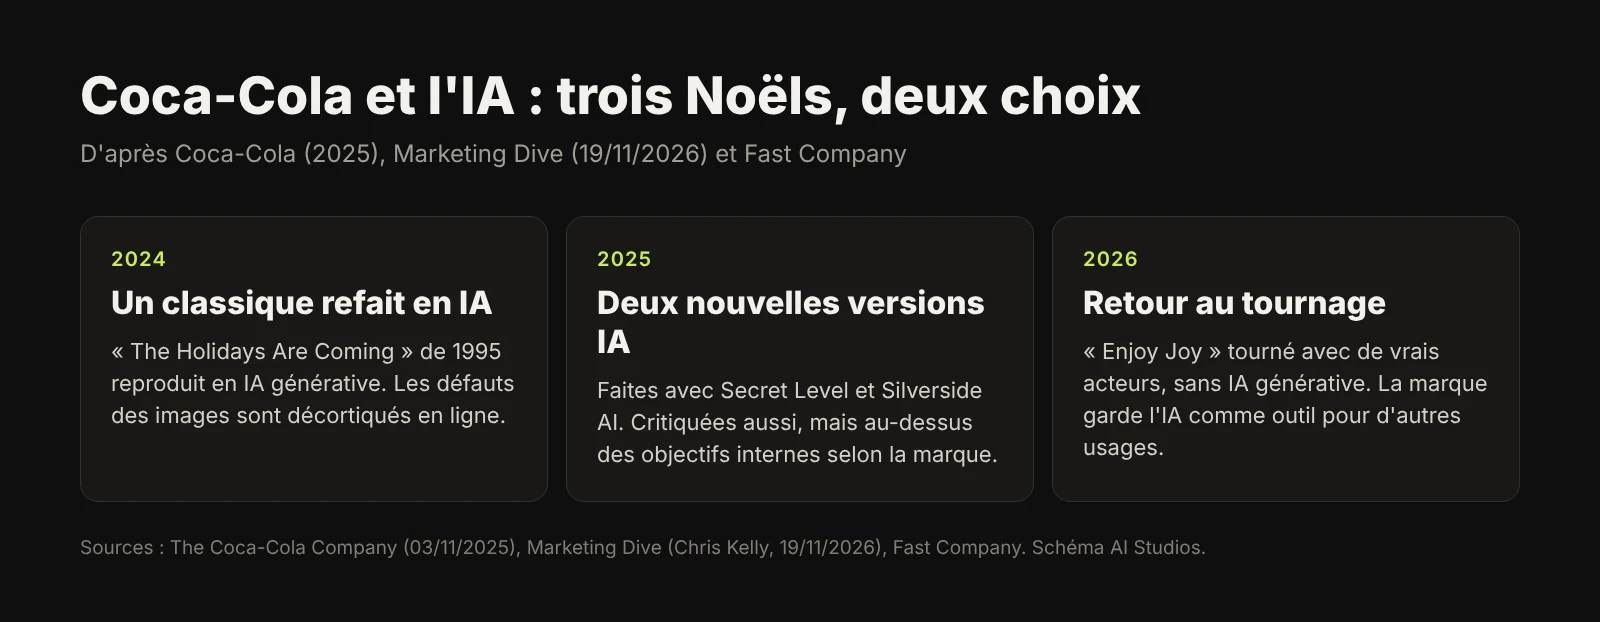 Coca-Cola et l'IA : trois Noëls, deux choix
D'après Coca-Cola (2025), Marketing Dive (19/11/2026) et Fast Company
2024
Un classique refait en IA
« The Holidays Are Coming » de 1995
reproduit en IA générative. Les défauts
des images sont décortiqués en ligne.
2025
Deux nouvelles versions
IA
Faites avec Secret Level et Silverside
AI. Critiquées aussi, mais au-dessus
des objectifs internes selon la marque.
2026
Retour au tournage
« Enjoy Joy » tourné avec de vrais
acteurs, sans IA générative. La marque
garde l'IA comme outil pour d'autres
usages.
Sources : The Coca-Cola Company (03/11/2025), Marketing Dive (Chris Kelly, 19/11/2026), Fast Company. Schéma AI Studios.